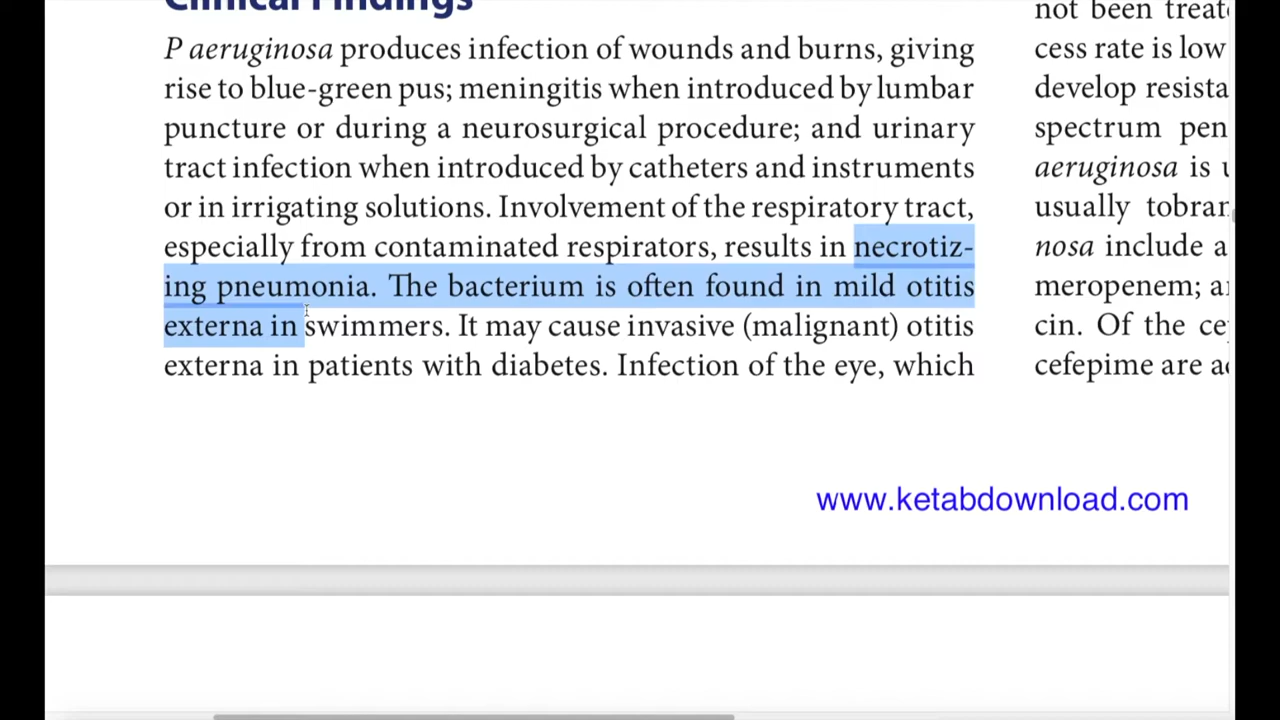 Clinical Findings
P aeruginosa produces infection of wounds and burns, giving
rise to blue-green pus; meningitis when introduced by lumbar
puncture or during a neurosurgical procedure; and urinary
tract infection when introduced by catheters and instruments
or in irrigating solutions. Involvement of the respiratory tract,
especially from contaminated respirators, results in necrotiz-
ing pneumonia. The bacterium is often found in mild otitis
externa in swimmers. It may cause invasive (malignant) otitis
externa in patients with diabetes. Infection of the eye, which
not been
cess rate is low
develop
spectrum
aeruginosa is
usually
nosa include a
meropenem;
cin. Of the
cefepime are
www.ketabdownload.com